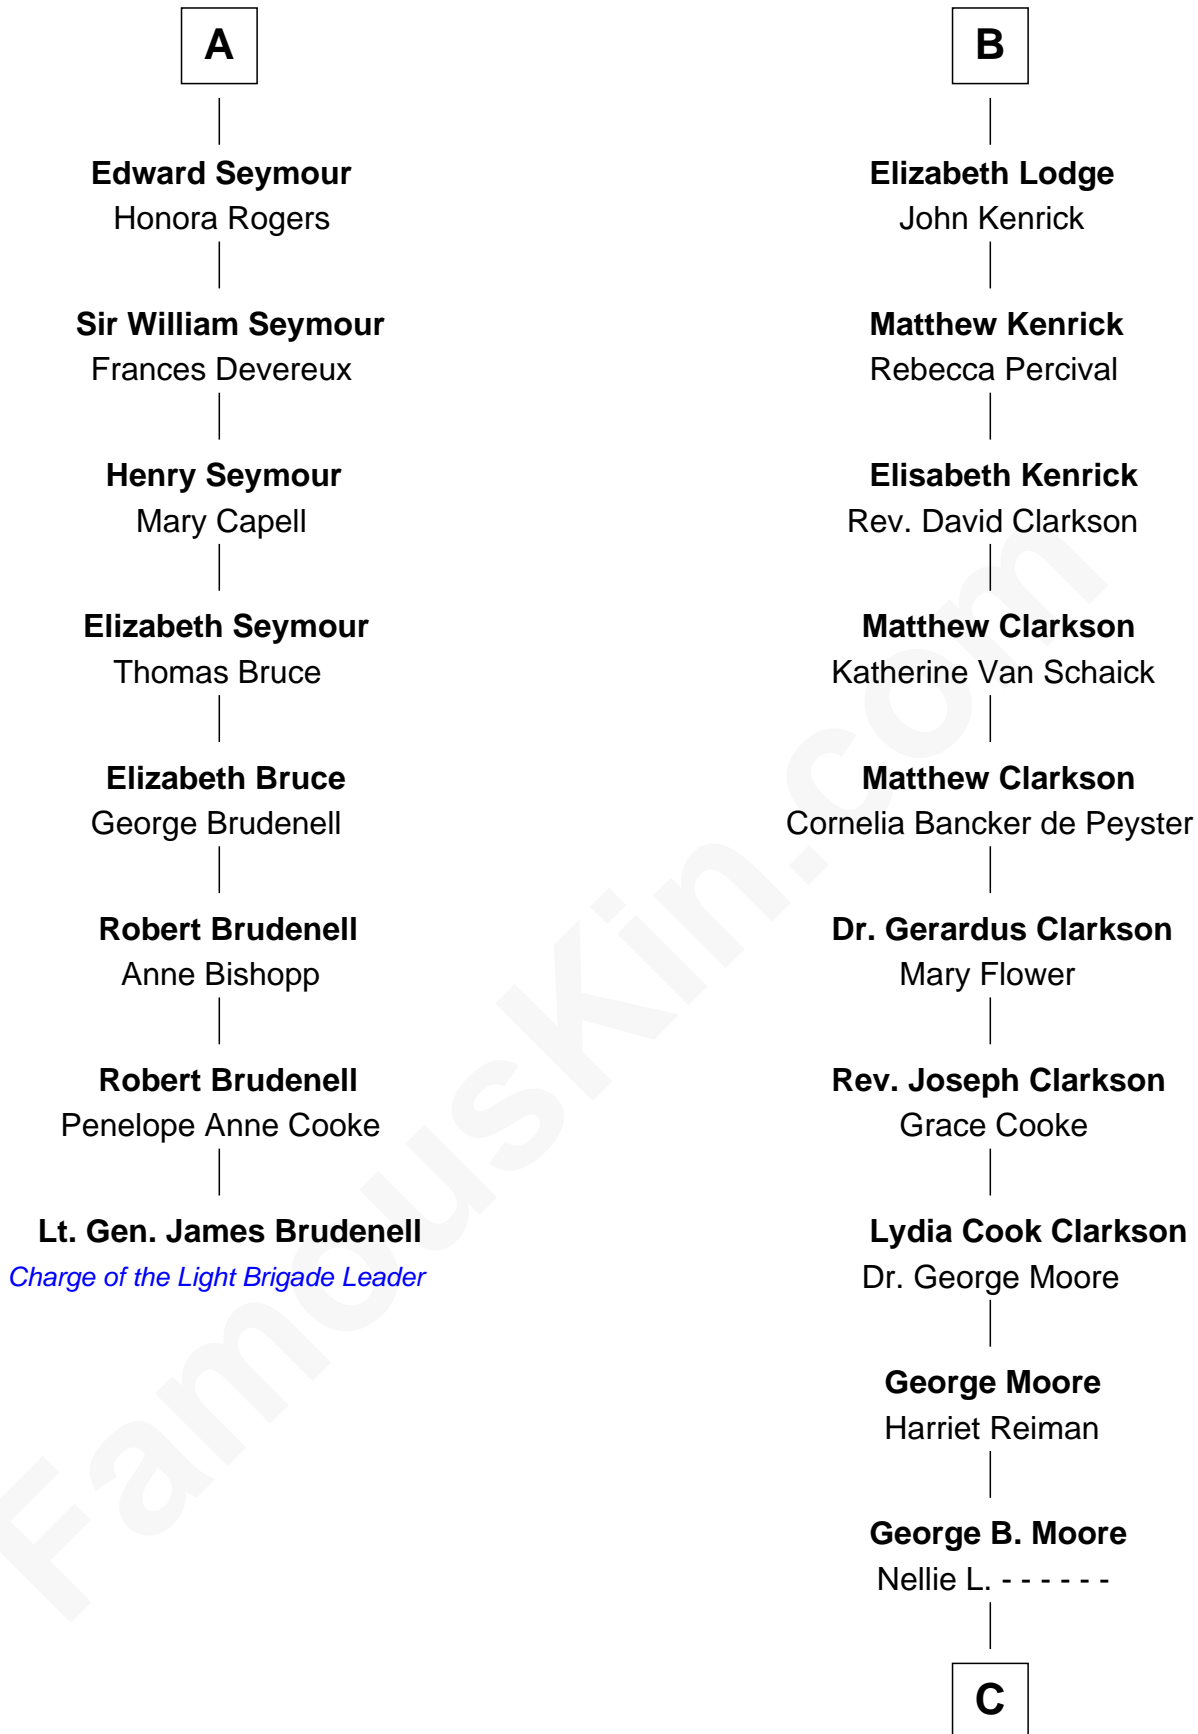 A
Edward Seymour
Honora Rogers
Sir William Seymour
Frances Devereux
Henry Seymour
Mary Capell
Elizabeth Seymour
Thomas Bruce
Elizabeth Bruce
George Brudenell
Robert Brudenell
Anne Bishopp
Robert Brudenell
Penelope Anne Cooke
Lt. Gen. James Brudenell
Charge of the Light Brigade Leader
B
Elizabeth Lodge
John Kenrick
Matthew Kenrick
Rebecca Percival
Elisabeth Kenrick
Rev. David Clarkson
Matthew Clarkson
Katherine Van Schaick
Matthew Clarkson
Cornelia Bancker de Peyster
Dr. Gerardus Clarkson
Mary Flower
Rev. Joseph Clarkson
Grace Cooke
Lydia Cook Clarkson
Dr. George Moore
George Moore
Harriet Reiman
George B. Moore
Nellie L. - - - - - -
C
FamousKin.com